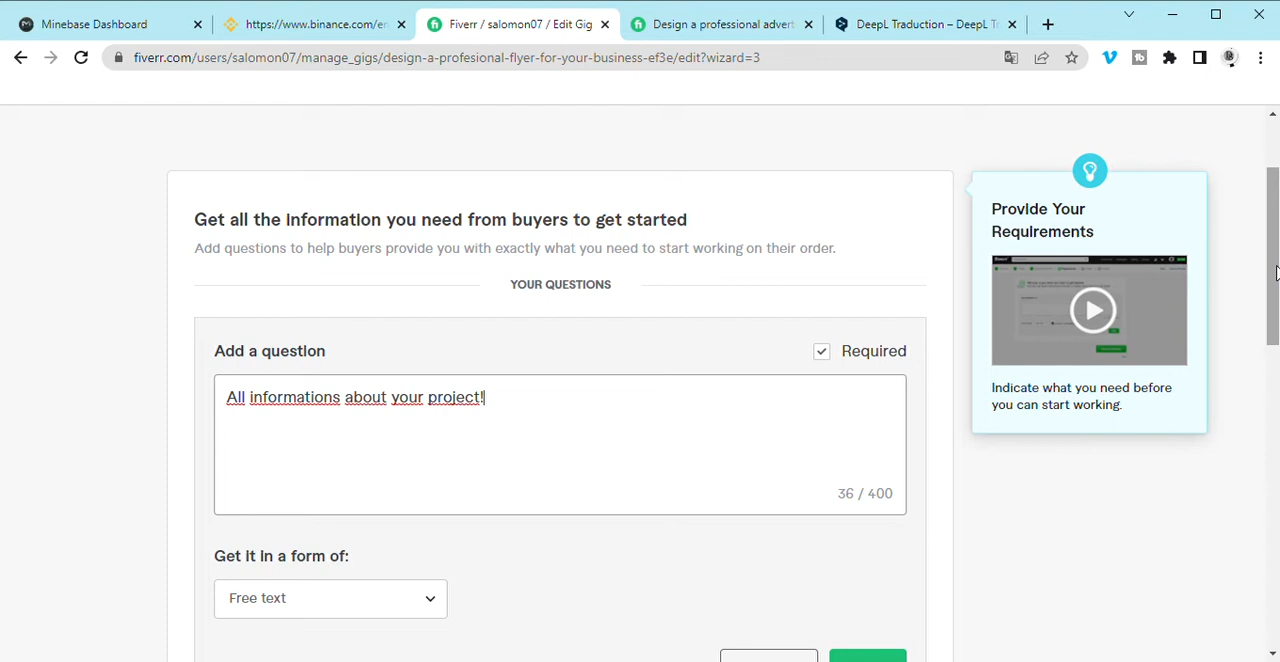 Minebase Dashboard
https://www.binance.com/en
Fiverr / salomon07 / Edit Gig
Design a professional advert
DeepL Traduction – DeepL Tr
fiverr.com/users/salomon07/manage_gigs/design-a-profesional-flyer-for-your-business-ef3e/edit?wizard=3
Get all the information you need from buyers to get started
Add questions to help buyers provide you with exactly what you need to start working on their order.
YOUR QUESTIONS
Add a question
Required
All informations about your project!
36 / 400
Get it in a form of:
Free text
Provide Your
Requirements
Indicate what you need before
you can start working.